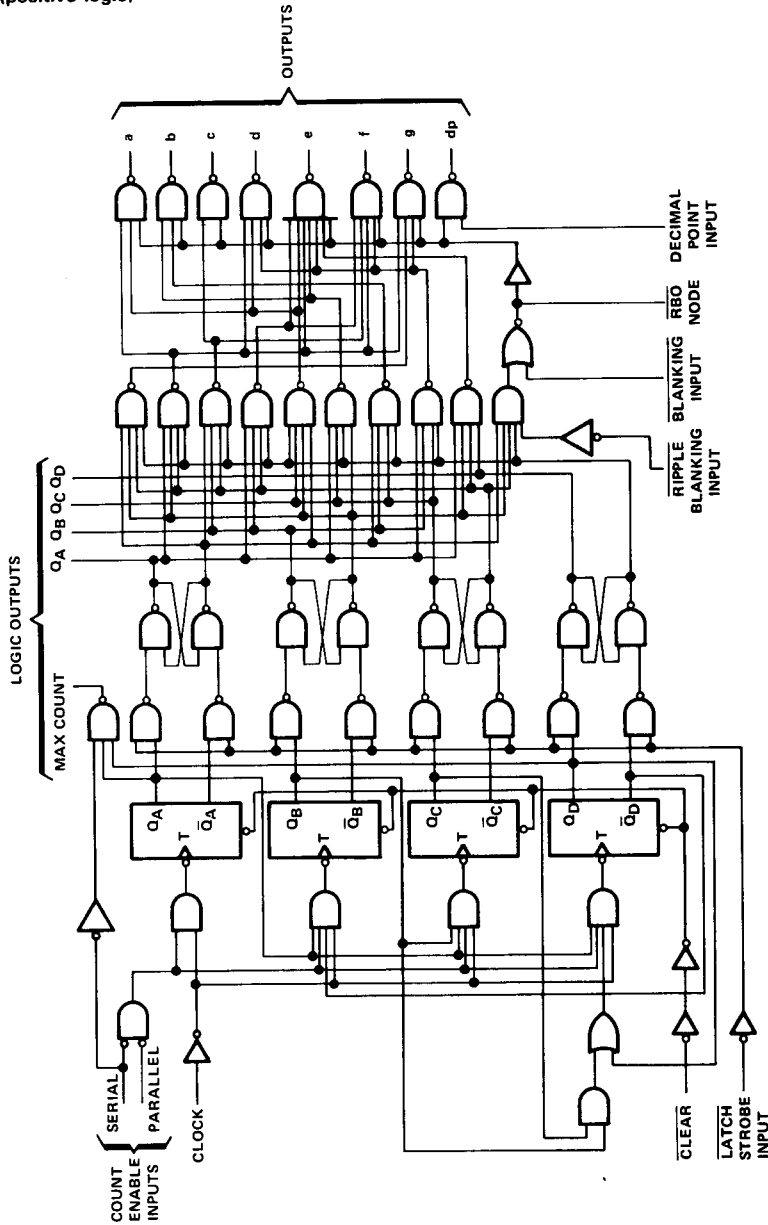 (positive logic)
OUTPUTS
a
b
c
d
e
f
g
dp
DECIMAL
POINT
INPUT
RBO
NODE
BLANKING
INPUT
RIPPLE
BLANKING
INPUT
LOGIC OUTPUTS
MAX COUNT
QA
QB
QC
QD
QA
T
QA
QB
T
QB
QC
T
QC
QD
T
QD
COUNT
ENABLE
INPUTS
SERIAL
PARALLEL
CLOCK
CLEAR
LATCH
STROBE
INPUT